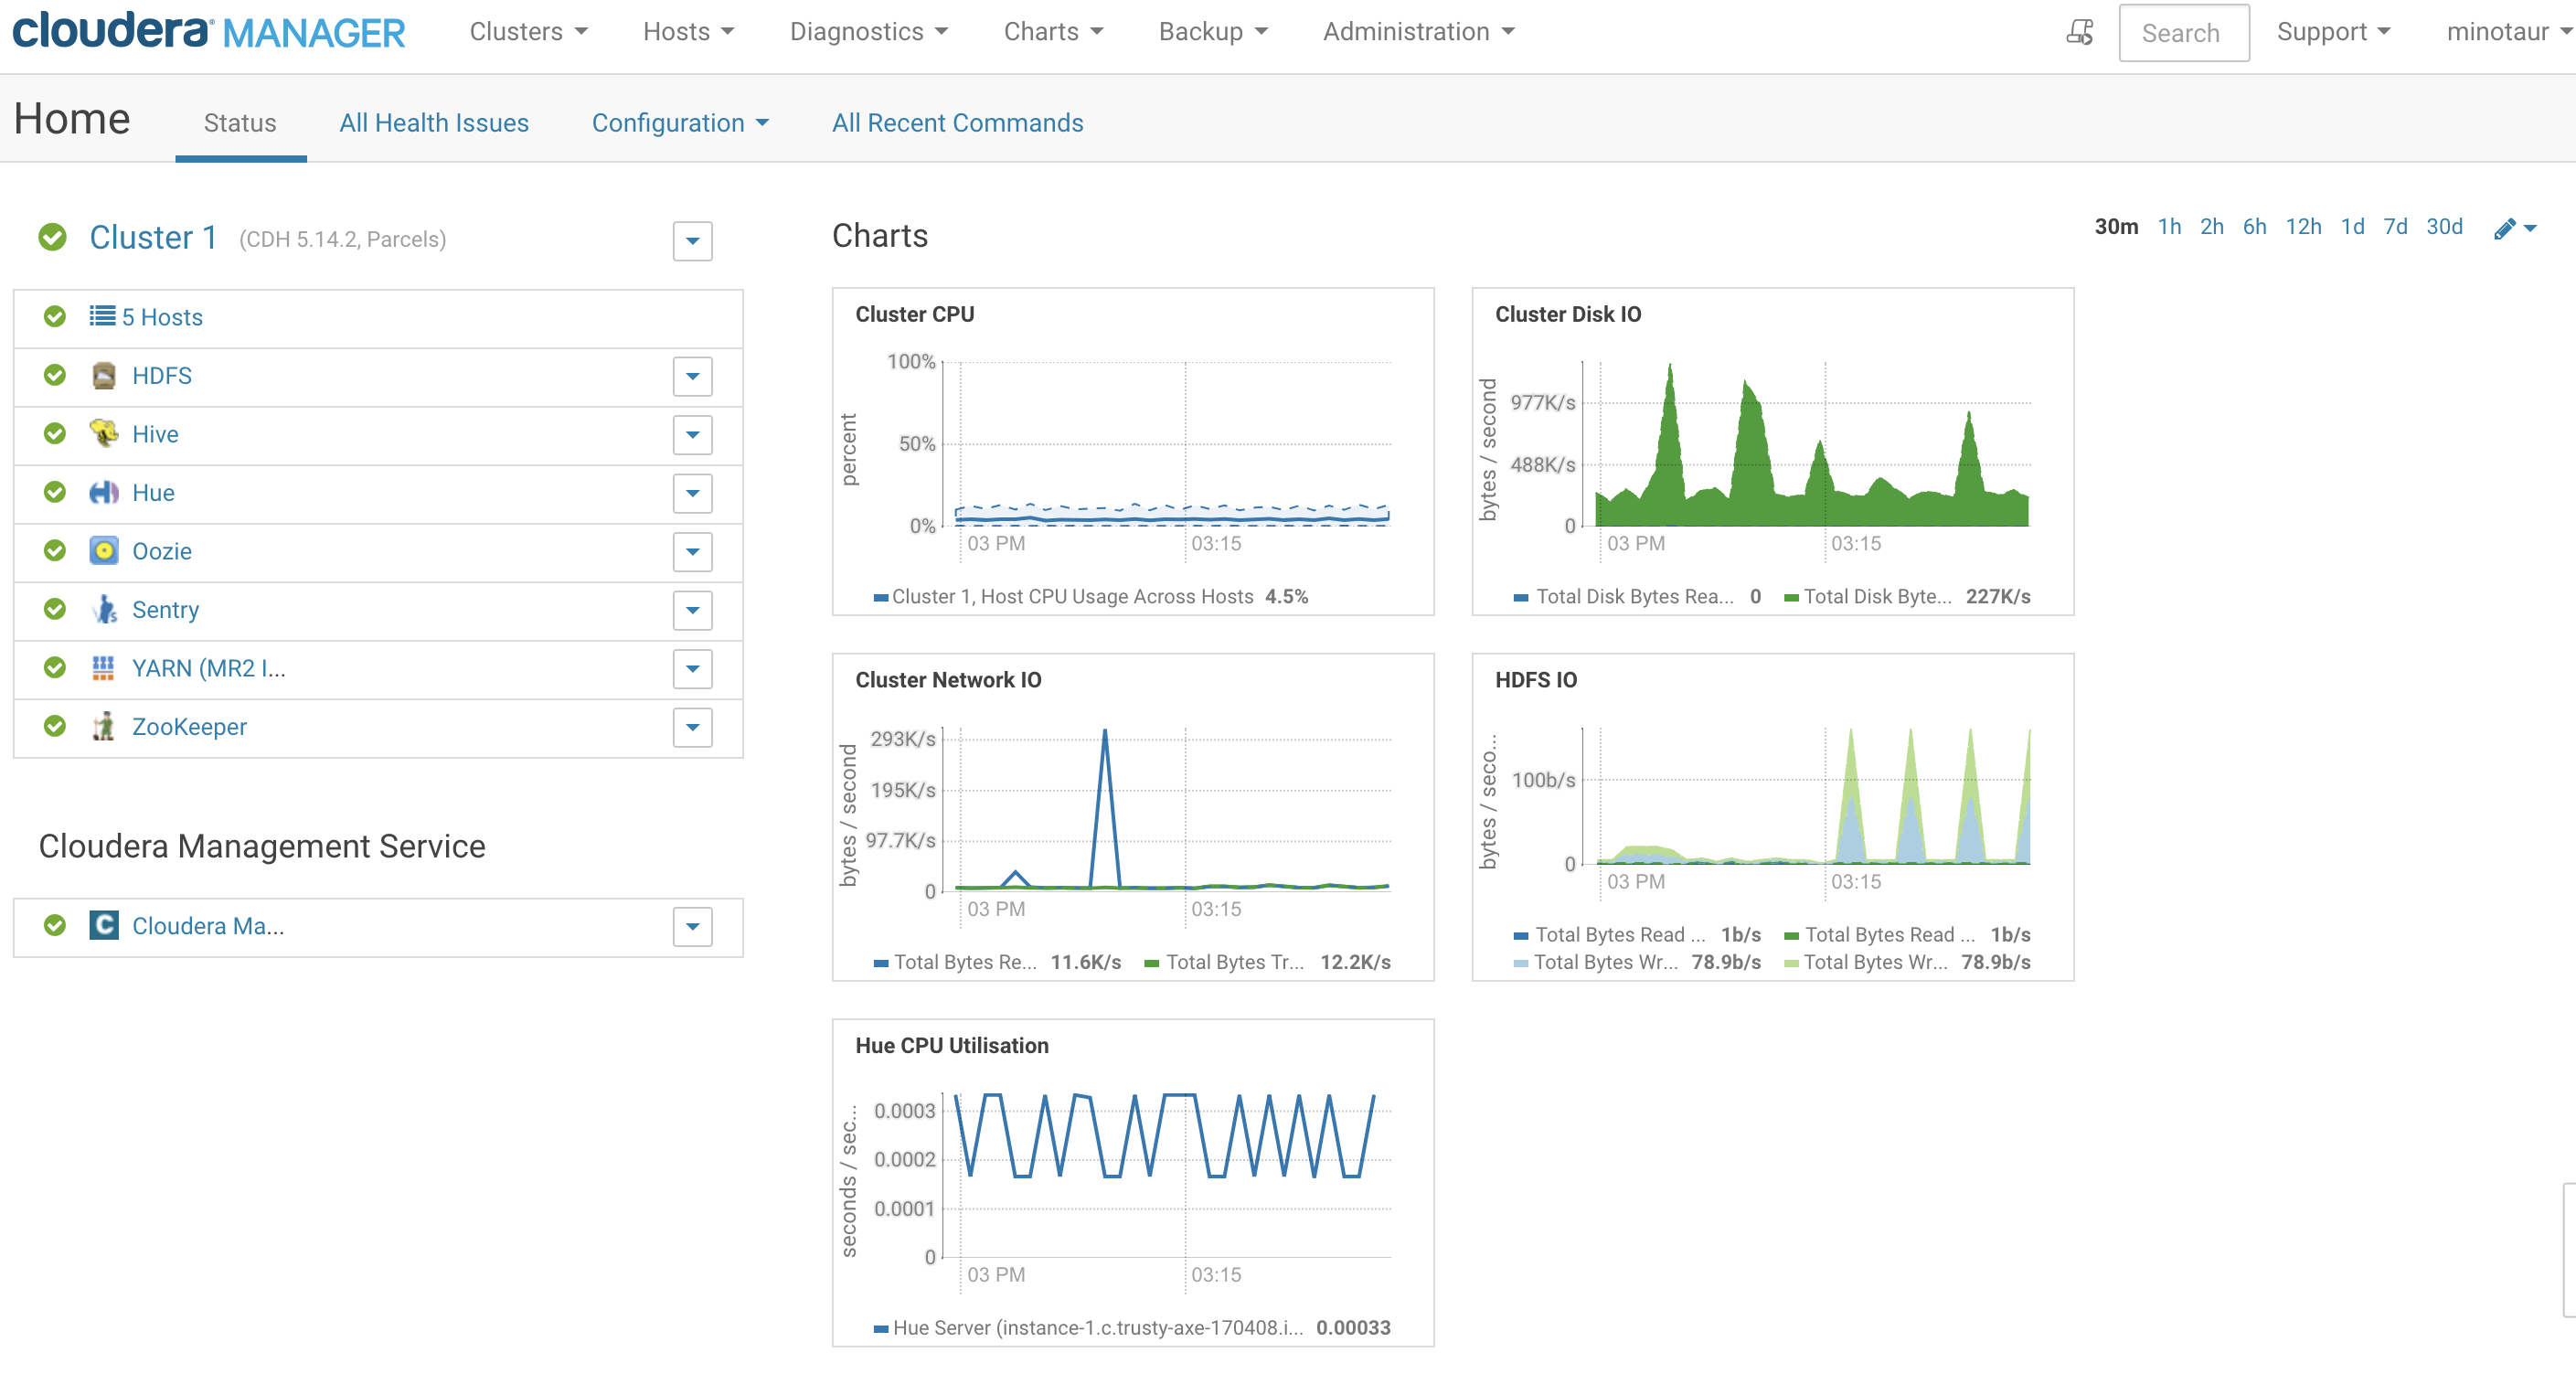 cloudera MANAGER Clusters Hosts Diagnostics Charts Backup Administration Search Support minotaur
Home Status All Health Issues Configuration All Recent Commands
Cluster 1 (CDH 5.14.2, Parcels)
5 Hosts
HDFS
Hive
Hue
Oozie
Sentry
YARN (MR2 I...
ZooKeeper
Cloudera Management Service
C Cloudera Ma...
Charts
30m 1h 2h 6h 12h 1d 7d 30d
Cluster CPU
percent
100%
50%
0%
03 PM 03:15
Cluster 1, Host CPU Usage Across Hosts 4.5%
Cluster Disk IO
bytes / second
977K/s
488K/s
0
03 PM 03:15
Total Disk Bytes Rea... 0 Total Disk Byte... 227K/s
Cluster Network IO
bytes / second
293K/s
195K/s
97.7K/s
0
03 PM 03:15
Total Bytes Re... 11.6K/s Total Bytes Tr... 12.2K/s
HDFS IO
bytes / seco...
100b/s
0
03 PM 03:15
Total Bytes Read ... 1b/s Total Bytes Read ... 1b/s
Total Bytes Wr... 78.9b/s Total Bytes Wr... 78.9b/s
Hue CPU Utilisation
seconds / sec...
0.0003
0.0002
0.0001
0
03 PM 03:15
Hue Server (instance-1.c.trusty-axe-170408.i... 0.00033